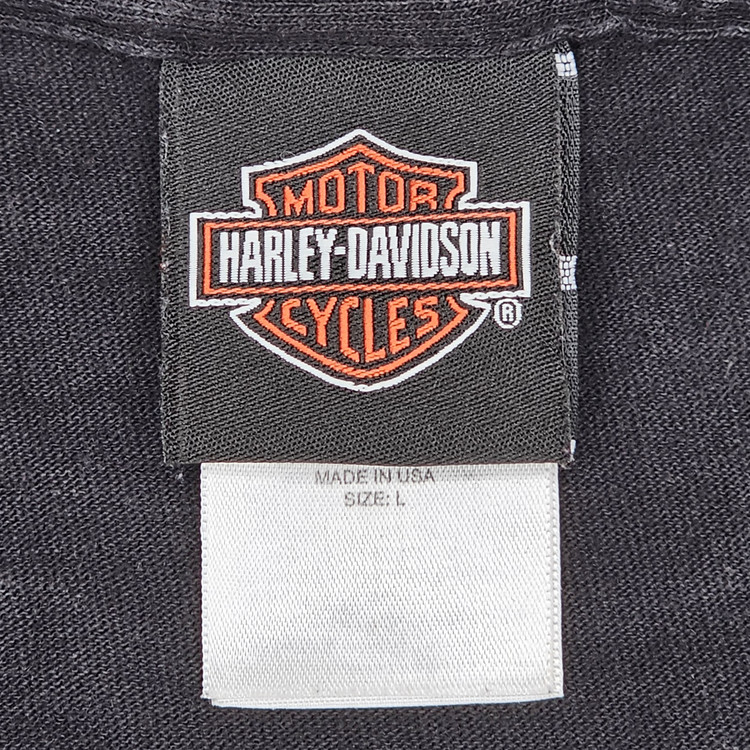 MOTOR
HARLEY-DAVIDSON
CYCLES
®
MADE IN USA
SIZE: L